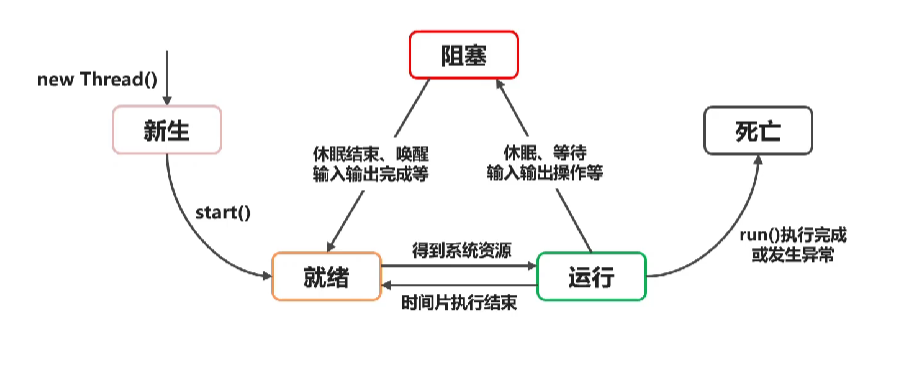 阻塞
new Thread()
新生
死亡
休眠结束、唤醒
输入输出完成等
休眠、等待
输入输出操作等
start()
run()执行完成
或发生异常
得到系统资源
就绪
运行
时间片执行结束